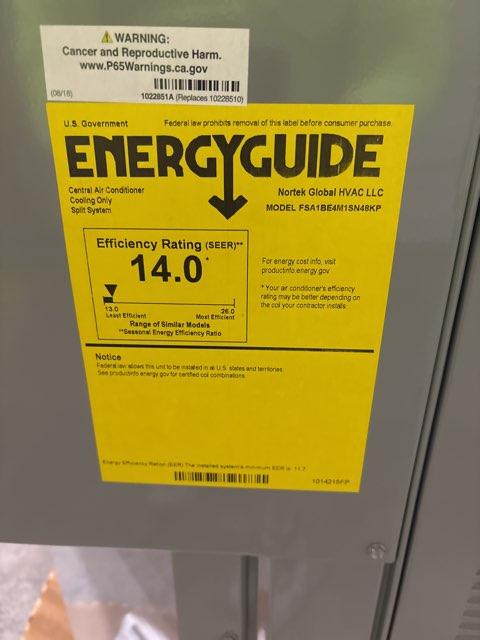 WARNING:
Cancer and Reproductive Harm.
www.P65Warnings.ca.gov
(08/18)
1022851A (Replaces 10228510)
U.S. Government Federal law prohibits removal of this label before consumer purchase.
ENERGYGUIDE
Central Air Conditioner
Cooling Only
Split System
Nortek Global HVAC LLC
MODEL FSA1BE4M1SN48KP
Efficiency Rating (SEER)**
14.0*
13.0 26.0
Least Efficient Most Efficient
Range of Similar Models
**Seasonal Energy Efficiency Ratio
For energy cost info, visit
productinfo.energy.gov
* Your air conditioner's efficiency
rating may be better depending on
the coil your contractor installs.
Notice
Federal law allows this unit to be installed in all U.S. states and territories.
See productinfo.energy.gov for certified coil combinations.
Energy Efficiency Ratio (EER) The installed system's minimum EER is 11.7
1014215FP